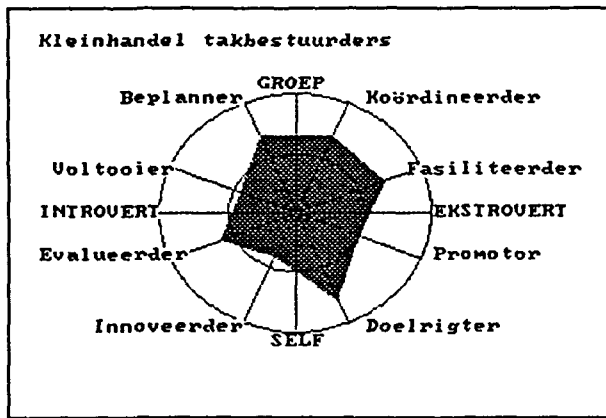 Kleinhandel takbestuurders
GROEP
Beplanner
Koördineerder
Voltooier
Fasiliteerder
INTROVERT
EKSTROVERT
Evalueerder
Promotor
Innoveerder
Doelrigter
SELF